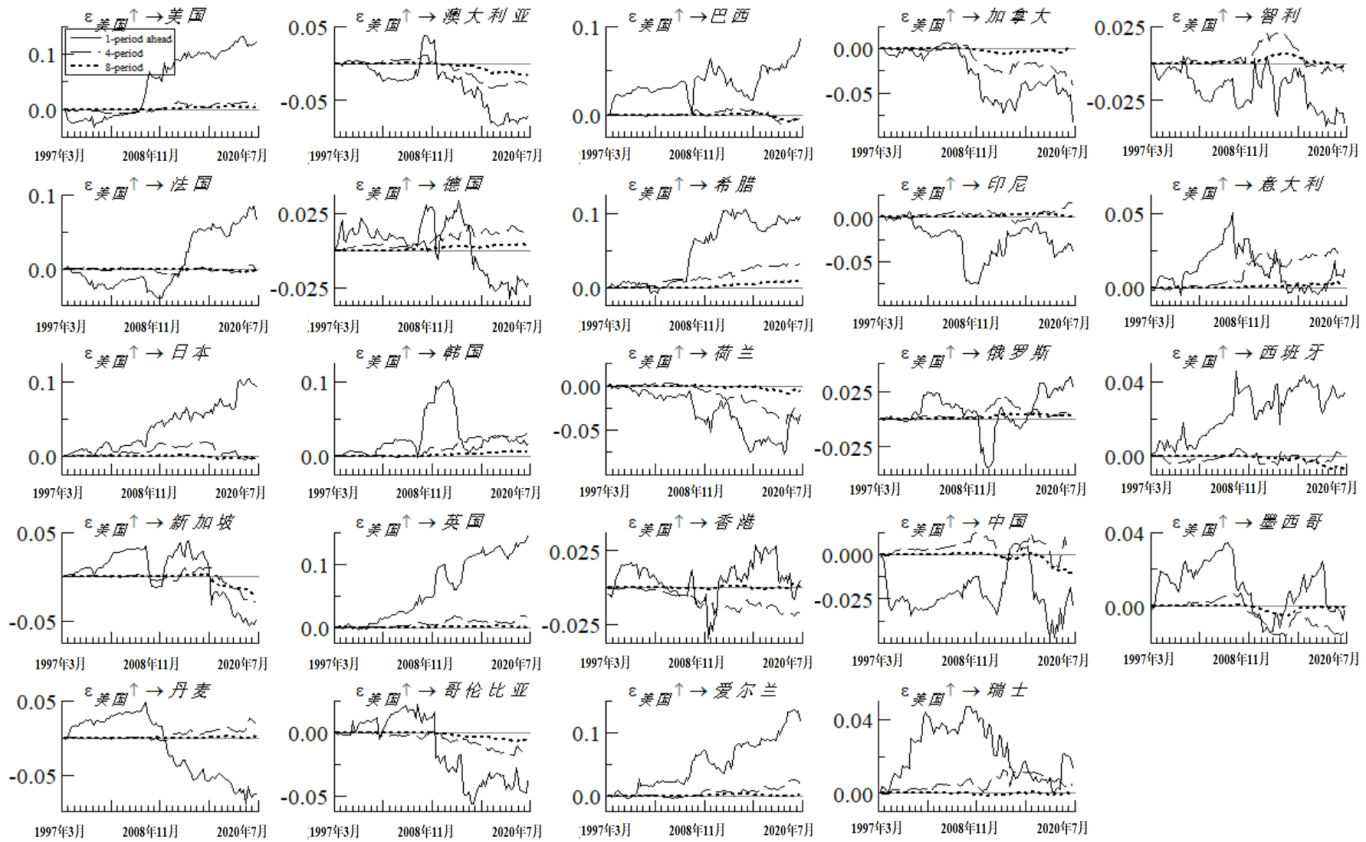 ε美国↑→美国
0.1
0.0
1-period ahead
4-period
8-period
1997年3月 2008年11月 2020年7月
ε美国↑→澳大利亚
0.00
-0.05
1997年3月 2008年11月 2020年7月
ε美国↑→巴西
0.1
0.0
1997年3月 2008年11月 2020年7月
ε美国↑→加拿大
0.00
-0.05
1997年3月 2008年11月 2020年7月
ε美国↑→智利
0.025
0.000
-0.025
1997年3月 2008年11月 2020年7月
ε美国↑→法国
0.1
0.0
1997年3月 2008年11月 2020年7月
ε美国↑→德国
0.025
-0.025
1997年3月 2008年11月 2020年7月
ε美国↑→希腊
0.1
0.0
1997年3月 2008年11月 2020年7月
ε美国↑→印尼
0.00
-0.05
1997年3月 2008年11月 2020年7月
ε美国↑→意大利
0.05
0.00
1997年3月 2008年11月 2020年7月
ε美国↑→日本
0.1
0.0
1997年3月 2008年11月 2020年7月
ε美国↑→韩国
0.1
0.0
1997年3月 2008年11月 2020年7月
ε美国↑→荷兰
0.00
-0.05
1997年3月 2008年11月 2020年7月
ε美国↑→俄罗斯
0.025
-0.025
1997年3月 2008年11月 2020年7月
ε美国↑→西班牙
0.04
0.00
1997年3月 2008年11月 2020年7月
ε美国↑→新加坡
0.05
-0.05
1997年3月 2008年11月 2020年7月
ε美国↑→英国
0.1
0.0
1997年3月 2008年11月 2020年7月
ε美国↑→香港
0.025
-0.025
1997年3月 2008年11月 2020年7月
ε美国↑→中国
0.000
-0.025
1997年3月 2008年11月 2020年7月
ε美国↑→墨西哥
0.04
0.00
1997年3月 2008年11月 2020年7月
ε美国↑→丹麦
0.05
-0.05
1997年3月 2008年11月 2020年7月
ε美国↑→哥伦比亚
0.00
-0.05
1997年3月 2008年11月 2020年7月
ε美国↑→爱尔兰
0.1
0.0
1997年3月 2008年11月 2020年7月
ε美国↑→瑞士
0.04
0.00
1997年3月 2008年11月 2020年7月